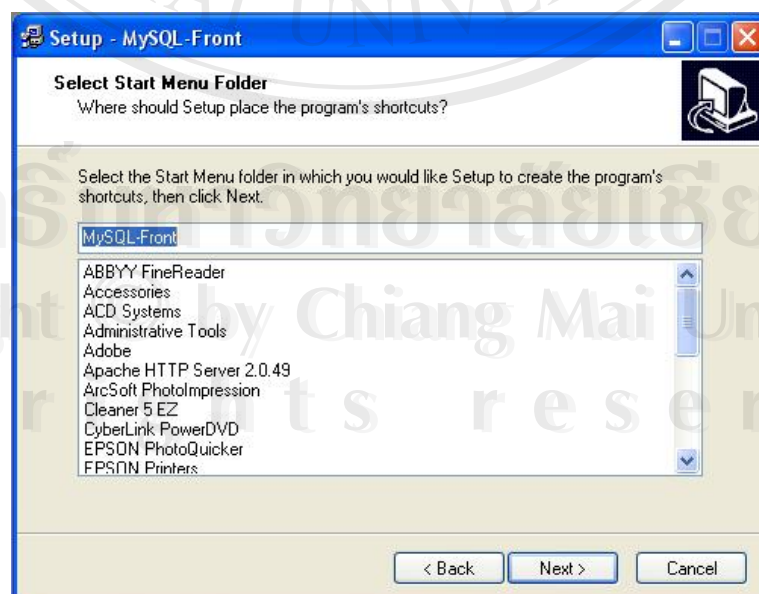 MAI UNIVER
Setup - MySQL-Front
Select Start Menu Folder
Where should Setup place the program's shortcuts?
Select the Start Menu folder in which you would like Setup to create the program's
shortcuts, then click Next.
MySQL-Front
ABBYY FineReader
Accessories
ACD Systems
Administrative Tools
Adobe
Apache HTTP Server 2.0.49
ArcSoft PhotoImpression
Cleaner 5 EZ
CyberLink PowerDVD
EPSON PhotoQuicker
EPSON Printers
by Chiang Mai Un
r i g h t s r e s e r
< Back Next > Cancel